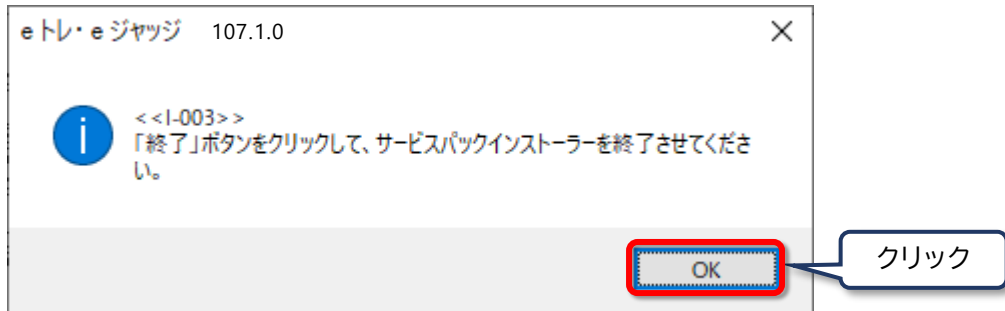 eトレ・eジャッジ 107.1.0
<<I-003>>
「終了」ボタンをクリックして、サービスパックインストーラーを終了させてくださ
い。
OK
クリック